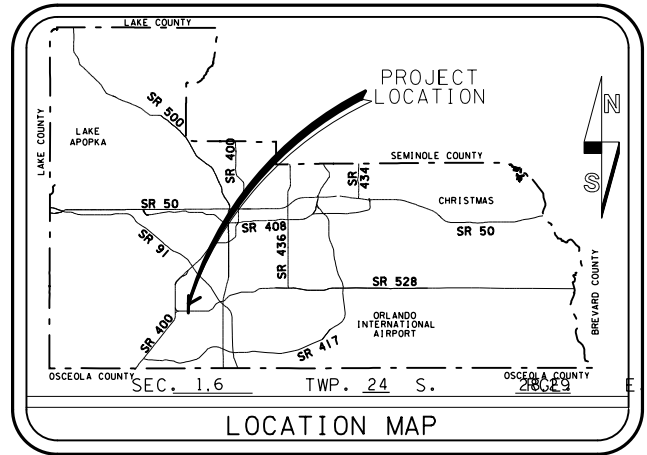 LAKE COUNTY
PROJECT
LOCATION
N
S
LAKE COUNTY
SR 500
LAKE
APOPKA
SR 400
SEMINOLE COUNTY
SR
434
SR 50
CHRISTMAS
SR 408
SR 50
SR 91
SR 436
SR 528
BREVARD COUNTY
SR 400
ORLANDO
INTERNATIONAL
AIRPORT
SR 417
OSCEOLA COUNTY
OSCEOLA COUNTY
SEC. 1,6 TWP. 24 S. E.
LOCATION MAP